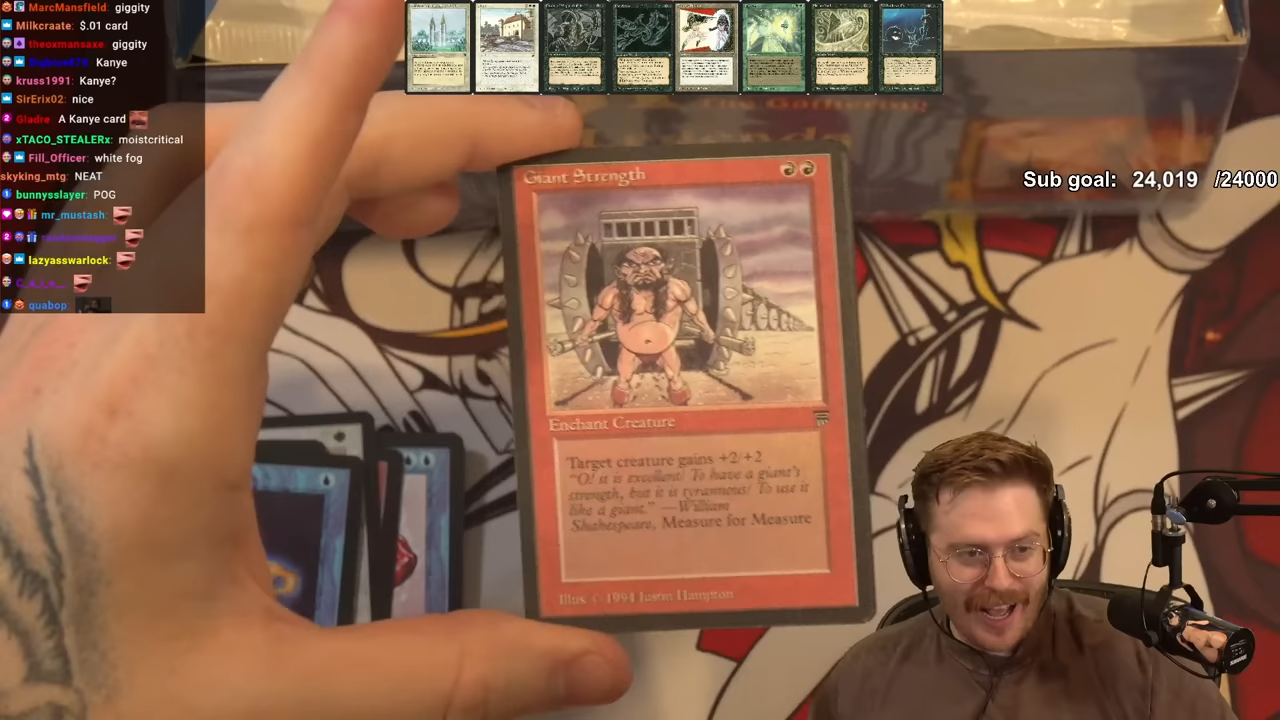 MarcMansfield: giggity
Milkcraate: $.01 card
theoxmansaxe: giggity
Kanye
kruss1991: Kanye?
SirErix02: nice
Gladre A Kanye card
xTACO_STEALERx: moistcritical
Fill_Officer: white fog
skyking_mtg: NEAT
bunnysslayer: POG
mr_mustash:
lazyasswarlock:
quabop:
The Gathering
Sub goal: 24,019 /24000
Giant Strength
Enchant Creature
Target creature gains +2/+2
"O! it is excellent! To have a giant's
strength, but it is tyrannous! To use it
like a giant." —William
Shakespeare, Measure for Measure
Illus. © 1994 Justin Hampton